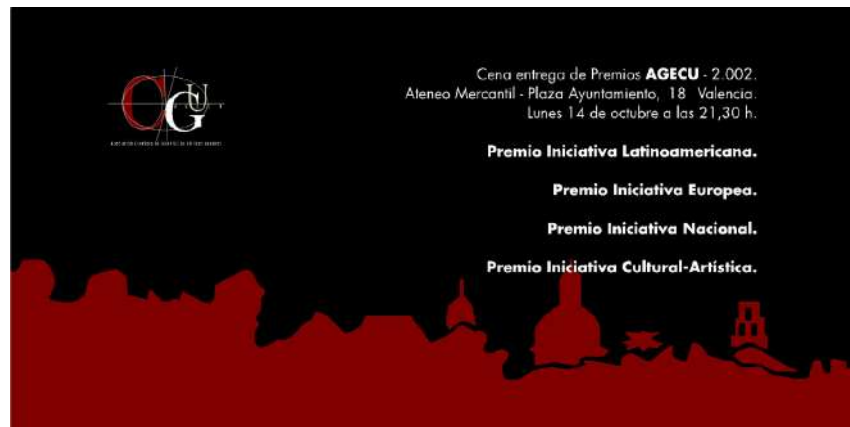 Cena entrega de Premios AGECU - 2.002.
Ateneo Mercantil - Plaza Ayuntamiento, 18 Valencia.
Lunes 14 de octubre a las 21,30 h.
Premio Iniciativa Latinoamericana.
Premio Iniciativa Europea.
Premio Iniciativa Nacional.
Premio Iniciativa Cultural-Artística.